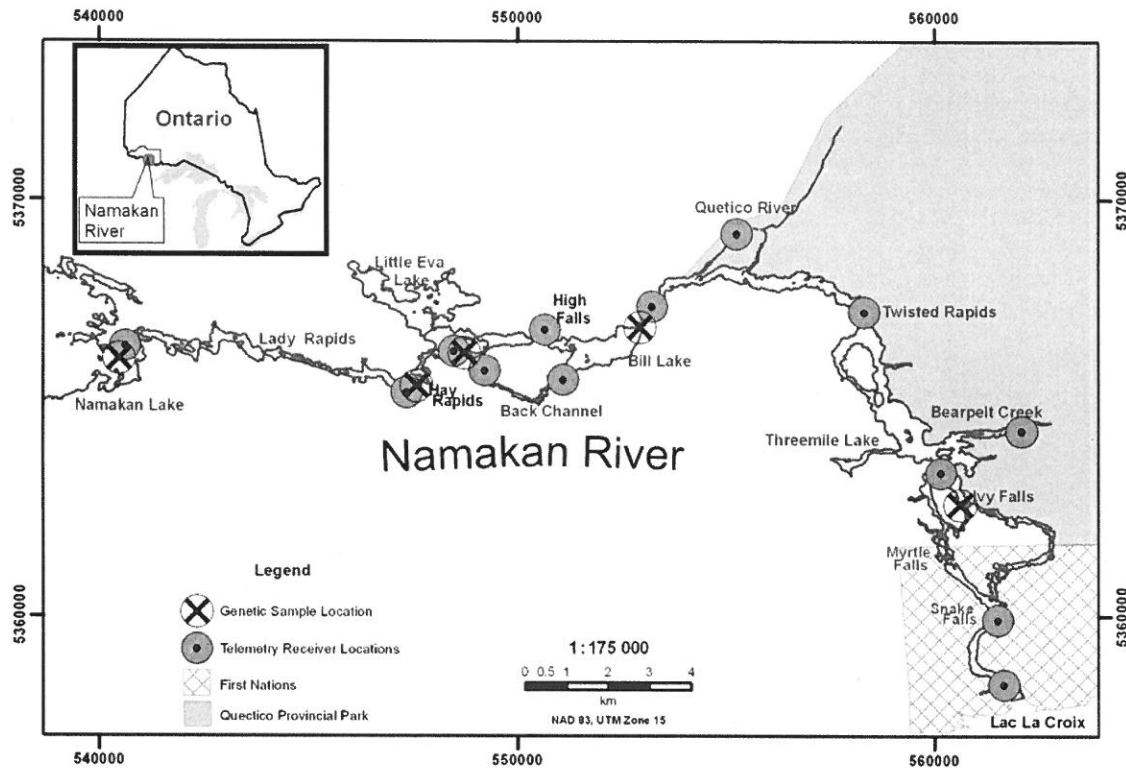 540000
550000
560000
Ontario
Namakan
River
5370000
5370000
Quetico River
Little Eva
Lake
High
Falls
Twisted Rapids
Lady Rapids
Bill Lake
Namakan Lake
Hay
Rapids
Back Channel
Bearpelt Creek
Threemile Lake
Namakan River
Ivy Falls
Myrtle
Falls
Legend
Genetic Sample Location
Snake
Falls
5360000
5360000
Telemetry Receiver Locations
1:175 000
First Nations
0 0.5 1 2 3 4
km
Quectico Provincial Park
NAD 83, UTM Zone 15
Lac La Croix
540000
550000
560000